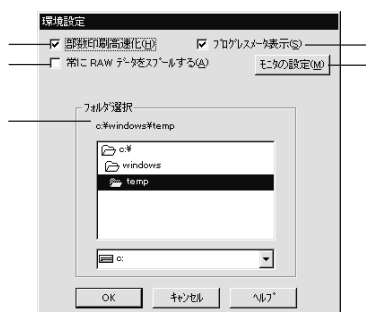 環境設定
部数印刷高速化(H)
プログレスメータ表示(S)
常に RAW データをスプールする(A)
モニタの設定(M)
フォルダ選択
c:¥windows¥temp
c:¥
windows
temp
c:
OK
キャンセル
ヘルプ